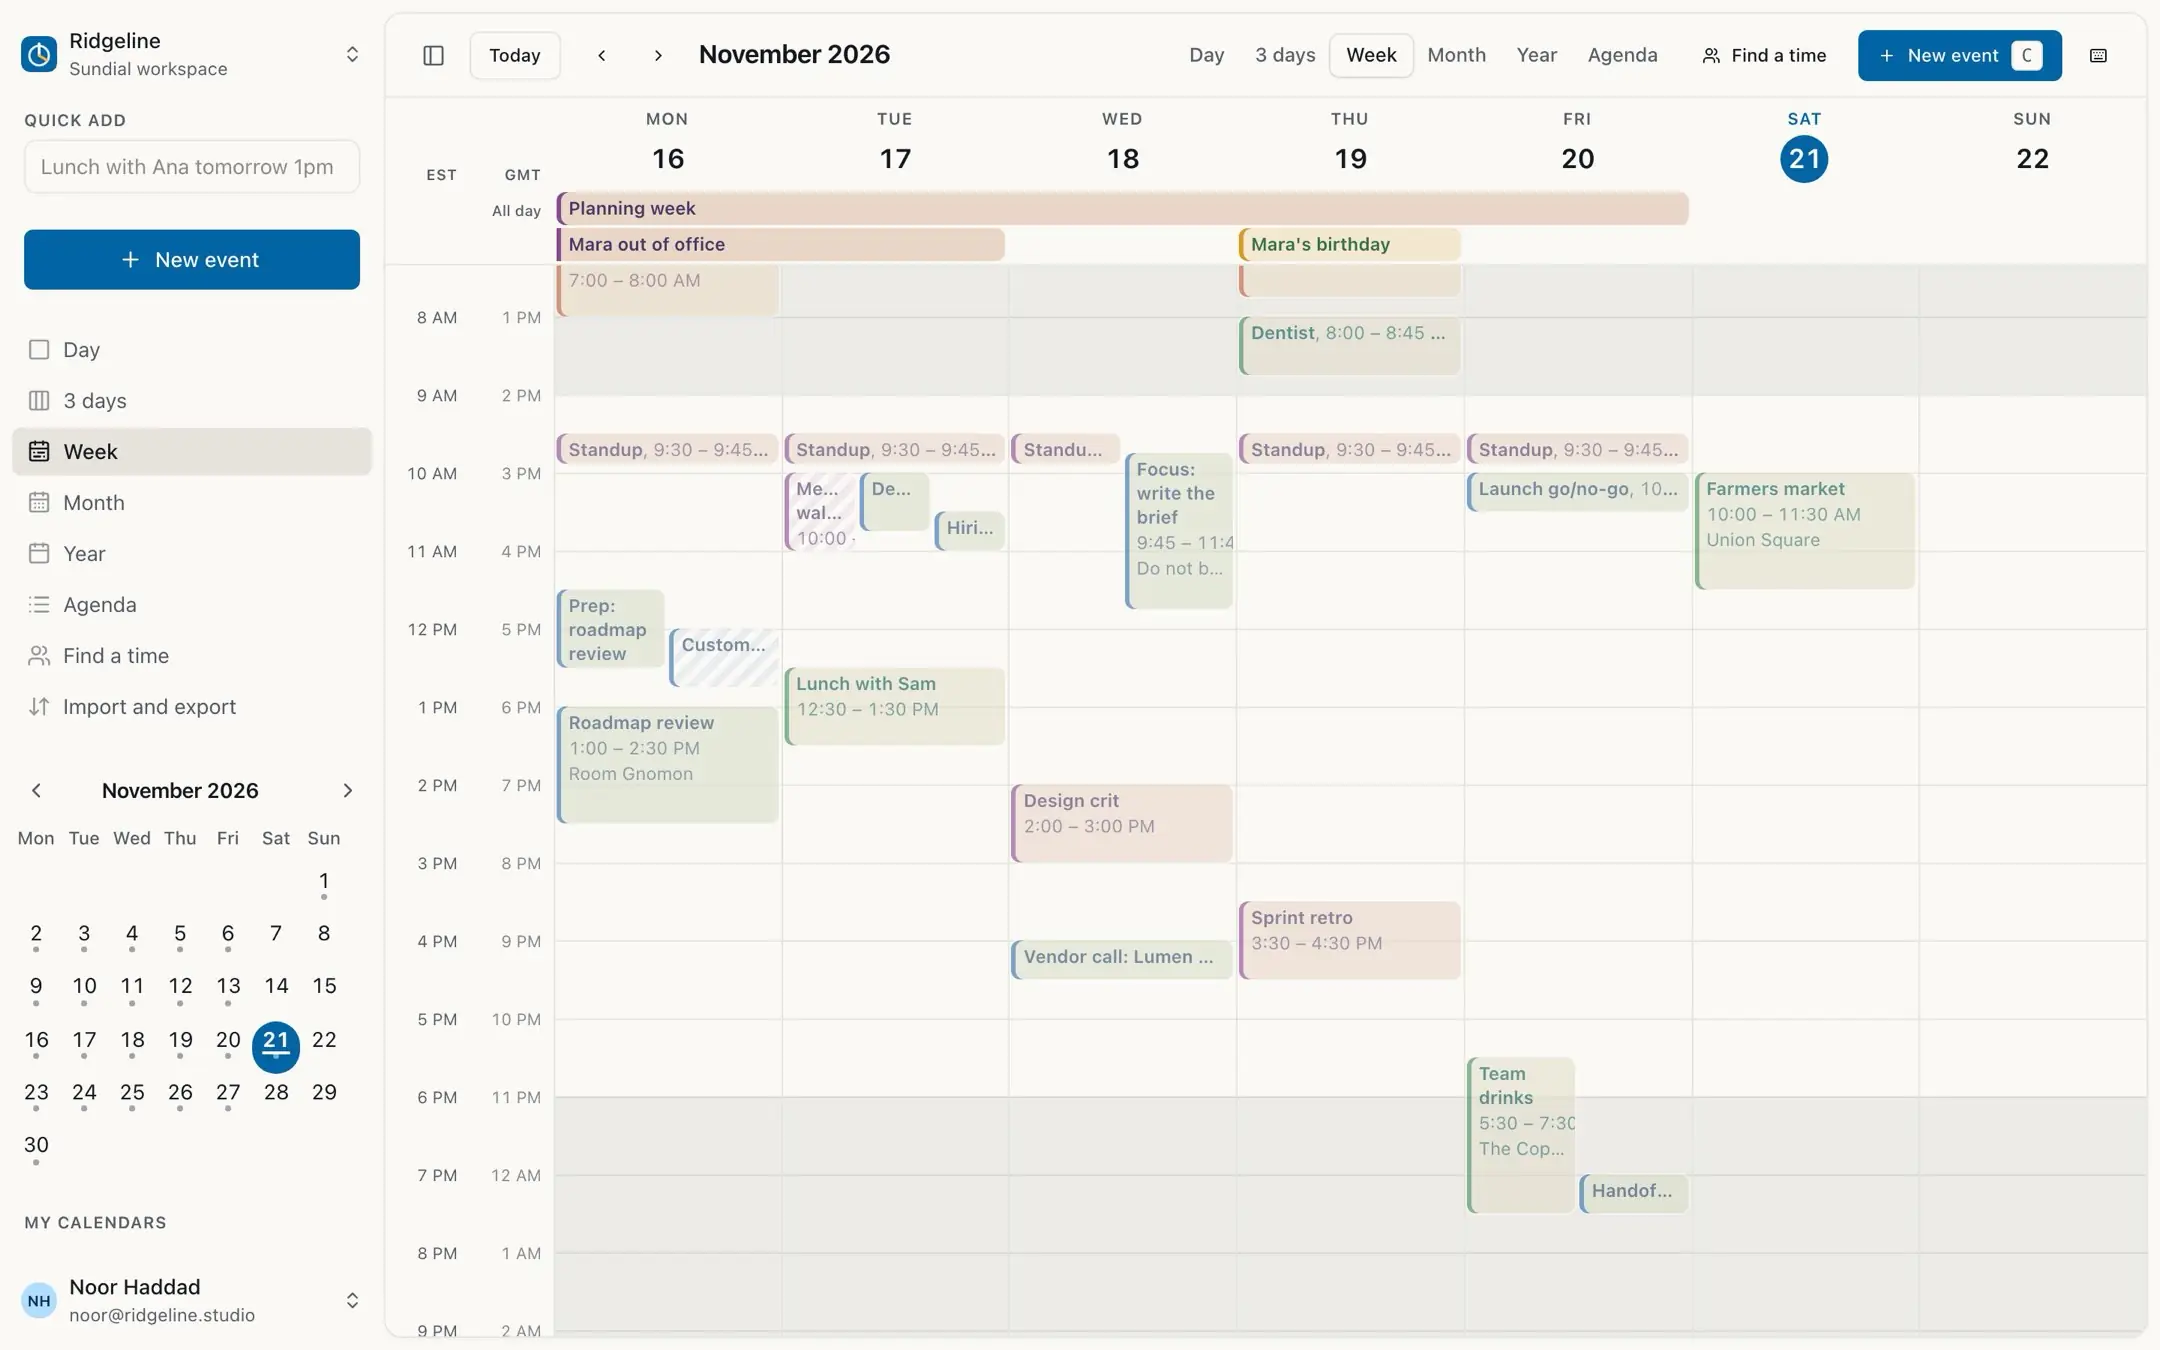 Ridgeline
Sundial workspace
QUICK ADD
Lunch with Ana tomorrow 1pm
New event
Day
3 days
Week
Month
Year
Agenda
Find a time
Import and export
November 2026
Mon Tue Wed Thu Fri Sat Sun
1
2 3 4 5 6 7 8
9 10 11 12 13 14 15
16 17 18 19 20 21 22
23 24 25 26 27 28 29
30
MY CALENDARS
NH
Noor Haddad
noor@ridgeline.studio
Today
November 2026
Day 3 days Week Month Year Agenda
Find a time
New event C
EST GMT
MON 16
TUE 17
WED 18
THU 19
FRI 20
SAT 21
SUN 22
All day
Planning week
Mara out of office
Mara's birthday
8 AM 1 PM
9 AM 2 PM
10 AM 3 PM
11 AM 4 PM
12 PM 5 PM
1 PM 6 PM
2 PM 7 PM
3 PM 8 PM
4 PM 9 PM
5 PM 10 PM
6 PM 11 PM
7 PM 12 AM
8 PM 1 AM
9 PM 2 AM
7:00 – 8:00 AM
Standup, 9:30 – 9:45...
Prep:
roadmap
review
Custom...
Roadmap review
1:00 – 2:30 PM
Room Gnomon
Standup, 9:30 – 9:45...
Me...
wal...
10:00
De...
Hiri...
Lunch with Sam
12:30 – 1:30 PM
Standu...
Focus:
write the
brief
9:45 – 11:4
Do not b...
Design crit
2:00 – 3:00 PM
Vendor call: Lumen ...
Dentist, 8:00 – 8:45 ...
Standup, 9:30 – 9:45...
Sprint retro
3:30 – 4:30 PM
Standup, 9:30 – 9:45...
Launch go/no-go, 10...
Team
drinks
5:30 – 7:30
The Cop...
Handof...
Farmers market
10:00 – 11:30 AM
Union Square